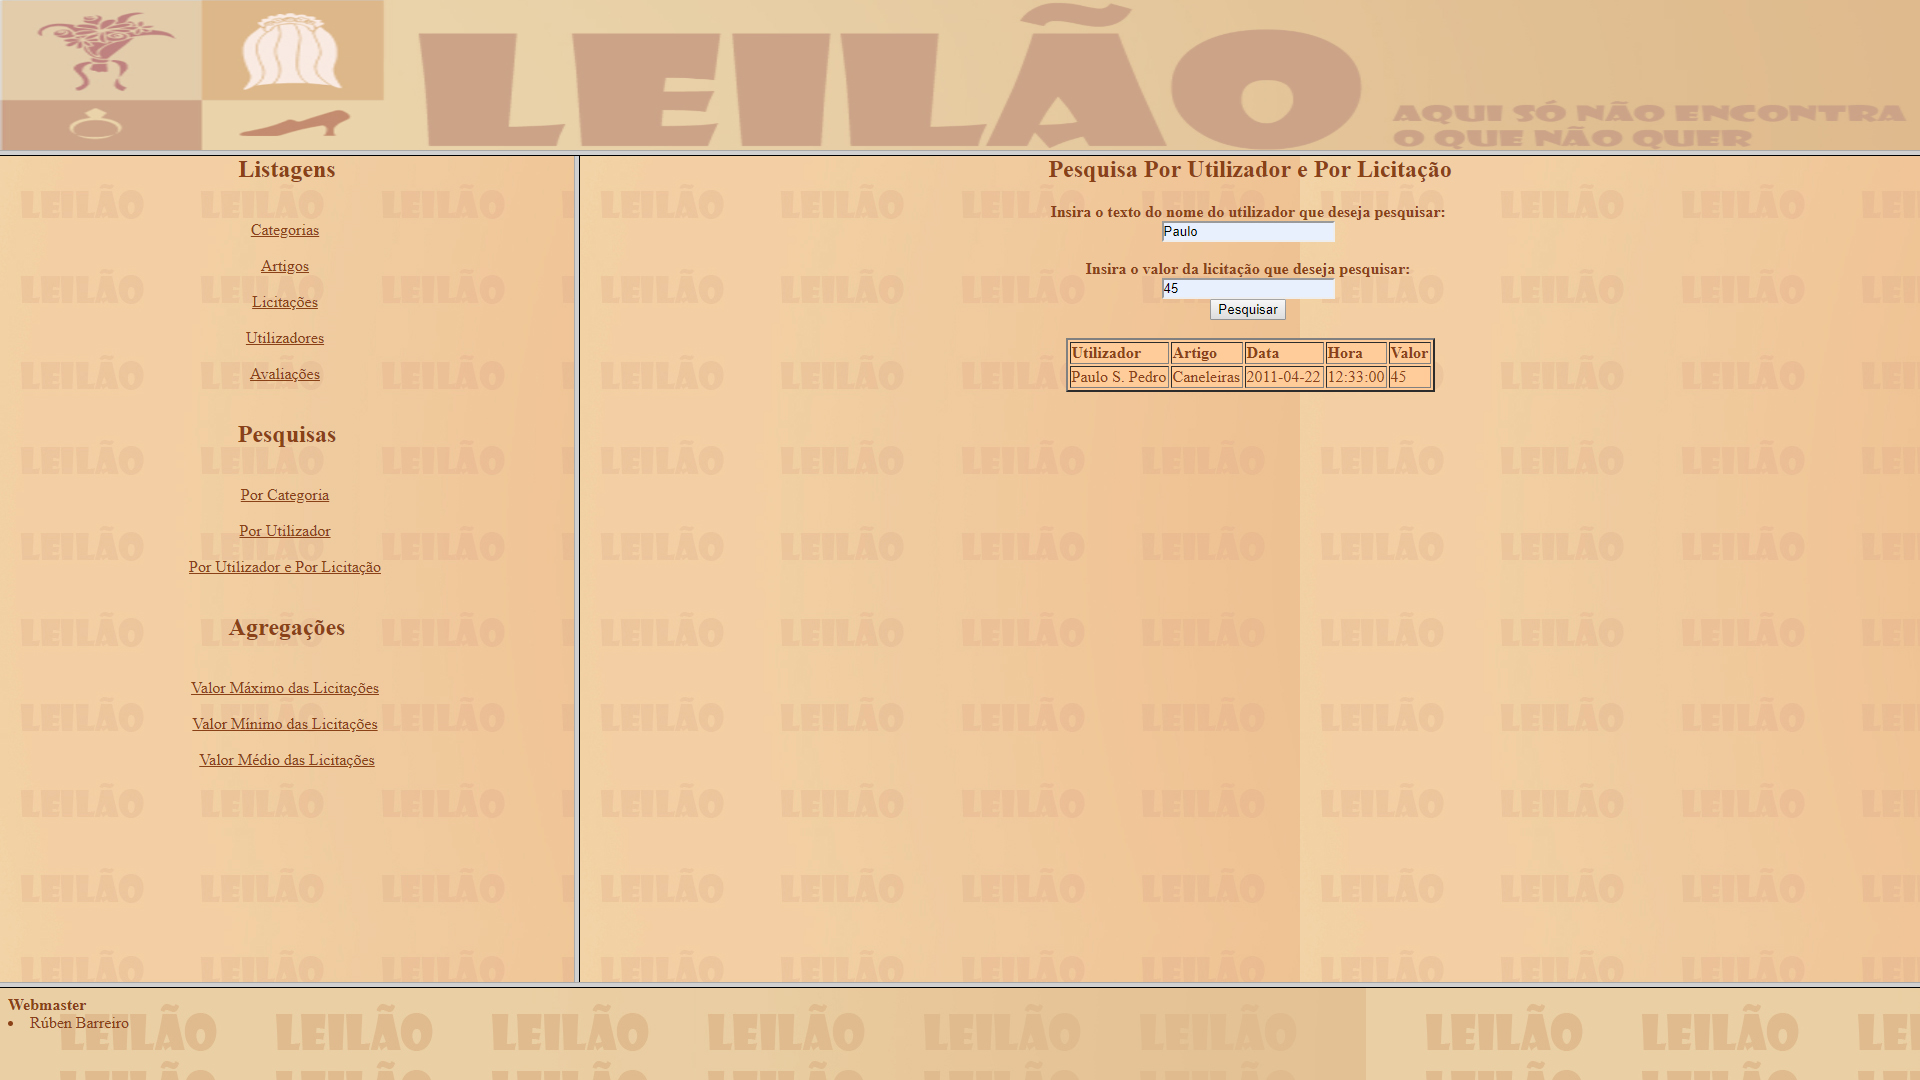 LEILÃO
AQUI SÓ NÃO ENCONTRA
O QUE NÃO QUER
Listagens
Categorias
Artigos
Licitações
Utilizadores
Avaliações
Pesquisas
Por Categoria
Por Utilizador
Por Utilizador e Por Licitação
Agregações
Valor Máximo das Licitações
Valor Mínimo das Licitações
Valor Médio das Licitações
Pesquisa Por Utilizador e Por Licitação
Insira o texto do nome do utilizador que deseja pesquisar:
Paulo
Insira o valor da licitação que deseja pesquisar:
45
Pesquisar
Utilizador Artigo Data Hora Valor
Paulo S. Pedro Caneleiras 2011-04-22 12:33:00 45
Webmaster
• Rúben Barreiro